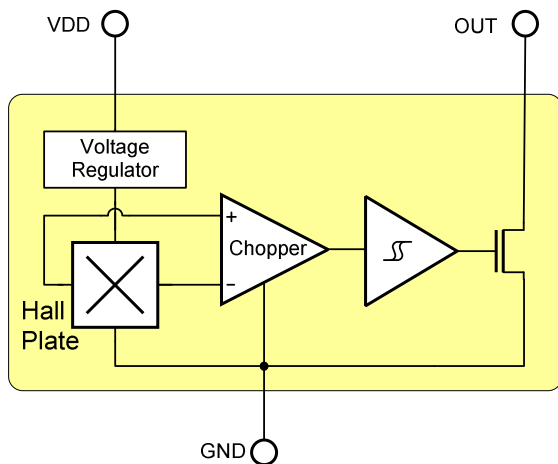 VDD
OUT
Voltage
Regulator
+
Chopper
−
Hall
Plate
GND